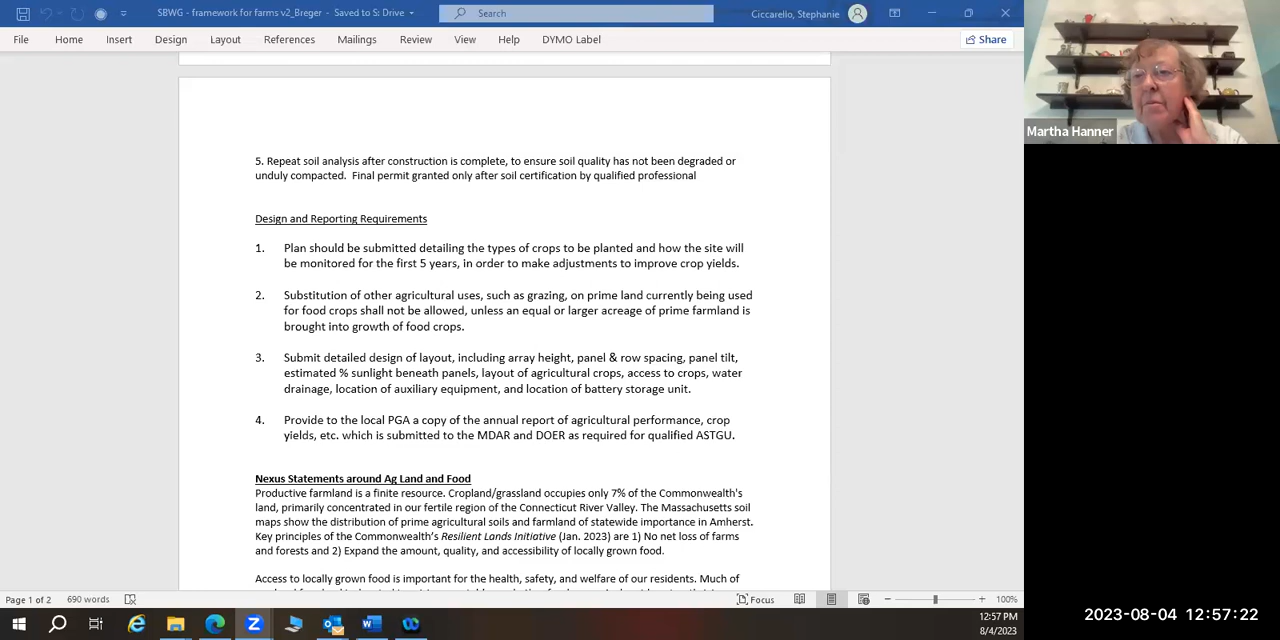 SBWG - framework for farms v2_Breger - Saved to S: Drive
Search
Ciccarello, Stephanie
File Home Insert Design Layout References Mailings Review View Help DYMO Label
Share
Martha Hanner
5. Repeat soil analysis after construction is complete, to ensure soil quality has not been degraded or
unduly compacted. Final permit granted only after soil certification by qualified professional
Design and Reporting Requirements
1. Plan should be submitted detailing the types of crops to be planted and how the site will
be monitored for the first 5 years, in order to make adjustments to improve crop yields.
2. Substitution of other agricultural uses, such as grazing, on prime land currently being used
for food crops shall not be allowed, unless an equal or larger acreage of prime farmland is
brought into growth of food crops.
3. Submit detailed design of layout, including array height, panel & row spacing, panel tilt,
estimated % sunlight beneath panels, layout of agricultural crops, access to crops, water
drainage, location of auxiliary equipment, and location of battery storage unit.
4. Provide to the local PGA a copy of the annual report of agricultural performance, crop
yields, etc. which is submitted to the MDAR and DOER as required for qualified ASTGU.
Nexus Statements around Ag Land and Food
Productive farmland is a finite resource. Cropland/grassland occupies only 7% of the Commonwealth's
land, primarily concentrated in our fertile region of the Connecticut River Valley. The Massachusetts soil
maps show the distribution of prime agricultural soils and farmland of statewide importance in Amherst.
Key principles of the Commonwealth's Resilient Lands Initiative (Jan. 2023) are 1) No net loss of farms
and forests and 2) Expand the amount, quality, and accessibility of locally grown food.
Access to locally grown food is important for the health, safety, and welfare of our residents. Much of
Page 1 of 2 690 words
Focus
100%
12:57 PM
8/4/2023
2023-08-04 12:57:22